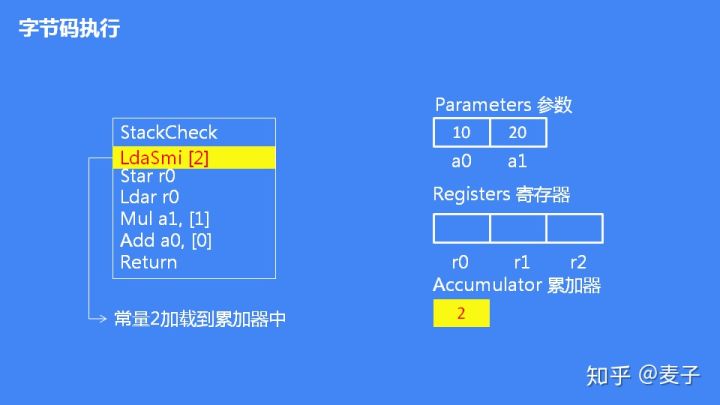 字节码执行
StackCheck
LdaSmi [2]
Star r0
Ldar r0
Mul a1, [1]
Add a0, [0]
Return
常量2加载到累加器中
Parameters 参数
10 20
a0 a1
Registers 寄存器
r0 r1 r2
Accumulator 累加器
2
知乎 @麦子